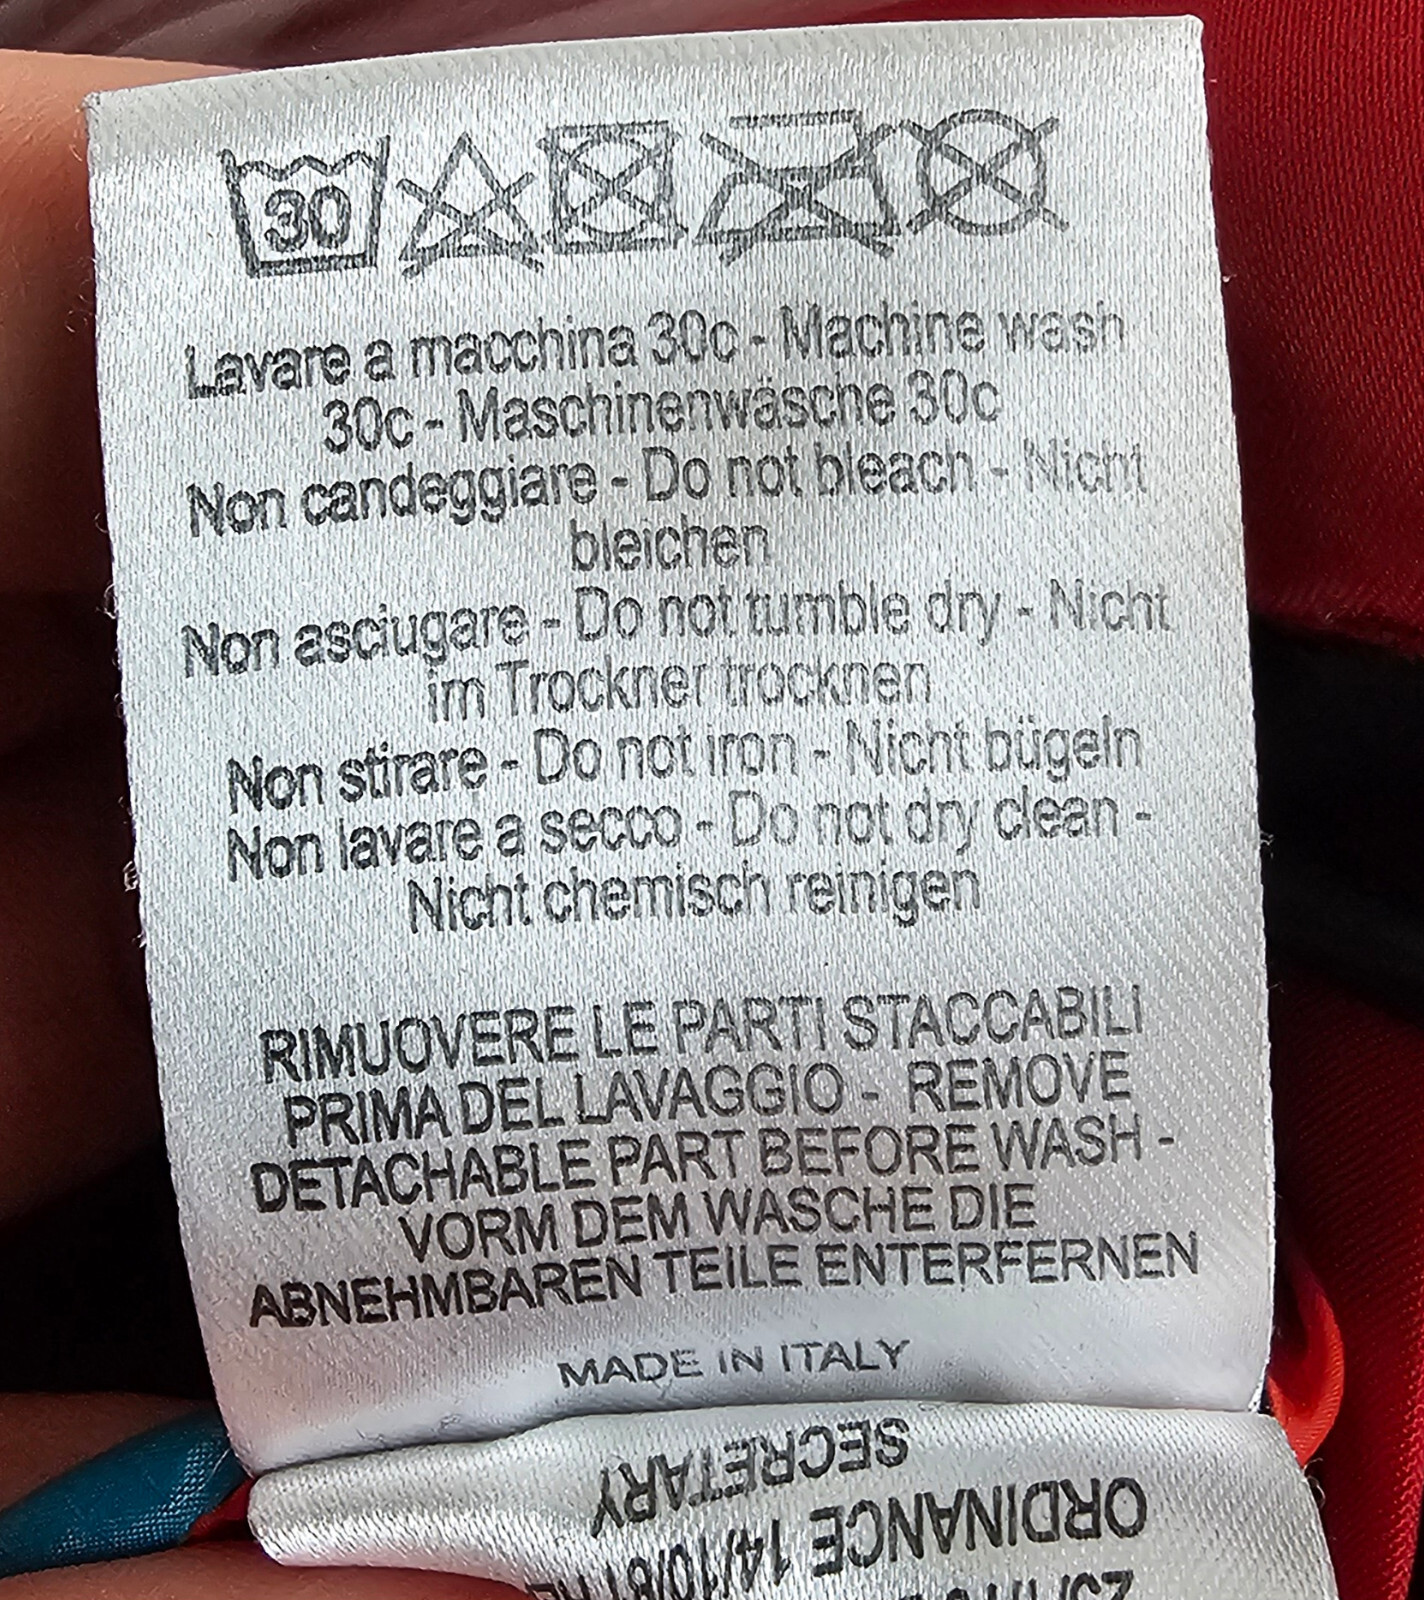 30
Lavare a macchina 30c - Machine wash
30c - Maschinenwäsche 30c
Non candeggiare - Do not bleach - Nicht
bleichen
Non asciugare - Do not tumble dry - Nicht
im Trockner trocknen
Non stirare - Do not iron - Nicht bügeln
Non lavare a secco - Do not dry clean -
Nicht chemisch reinigen
RIMUOVERE LE PARTI STACCABILI
PRIMA DEL LAVAGGIO - REMOVE
DETACHABLE PART BEFORE WASH -
VORM DEM WASCHE DIE
ABNEHMBAREN TEILE ENTERFERNEN
MADE IN ITALY
SECRETARY
ORDINANCE 14/10/81